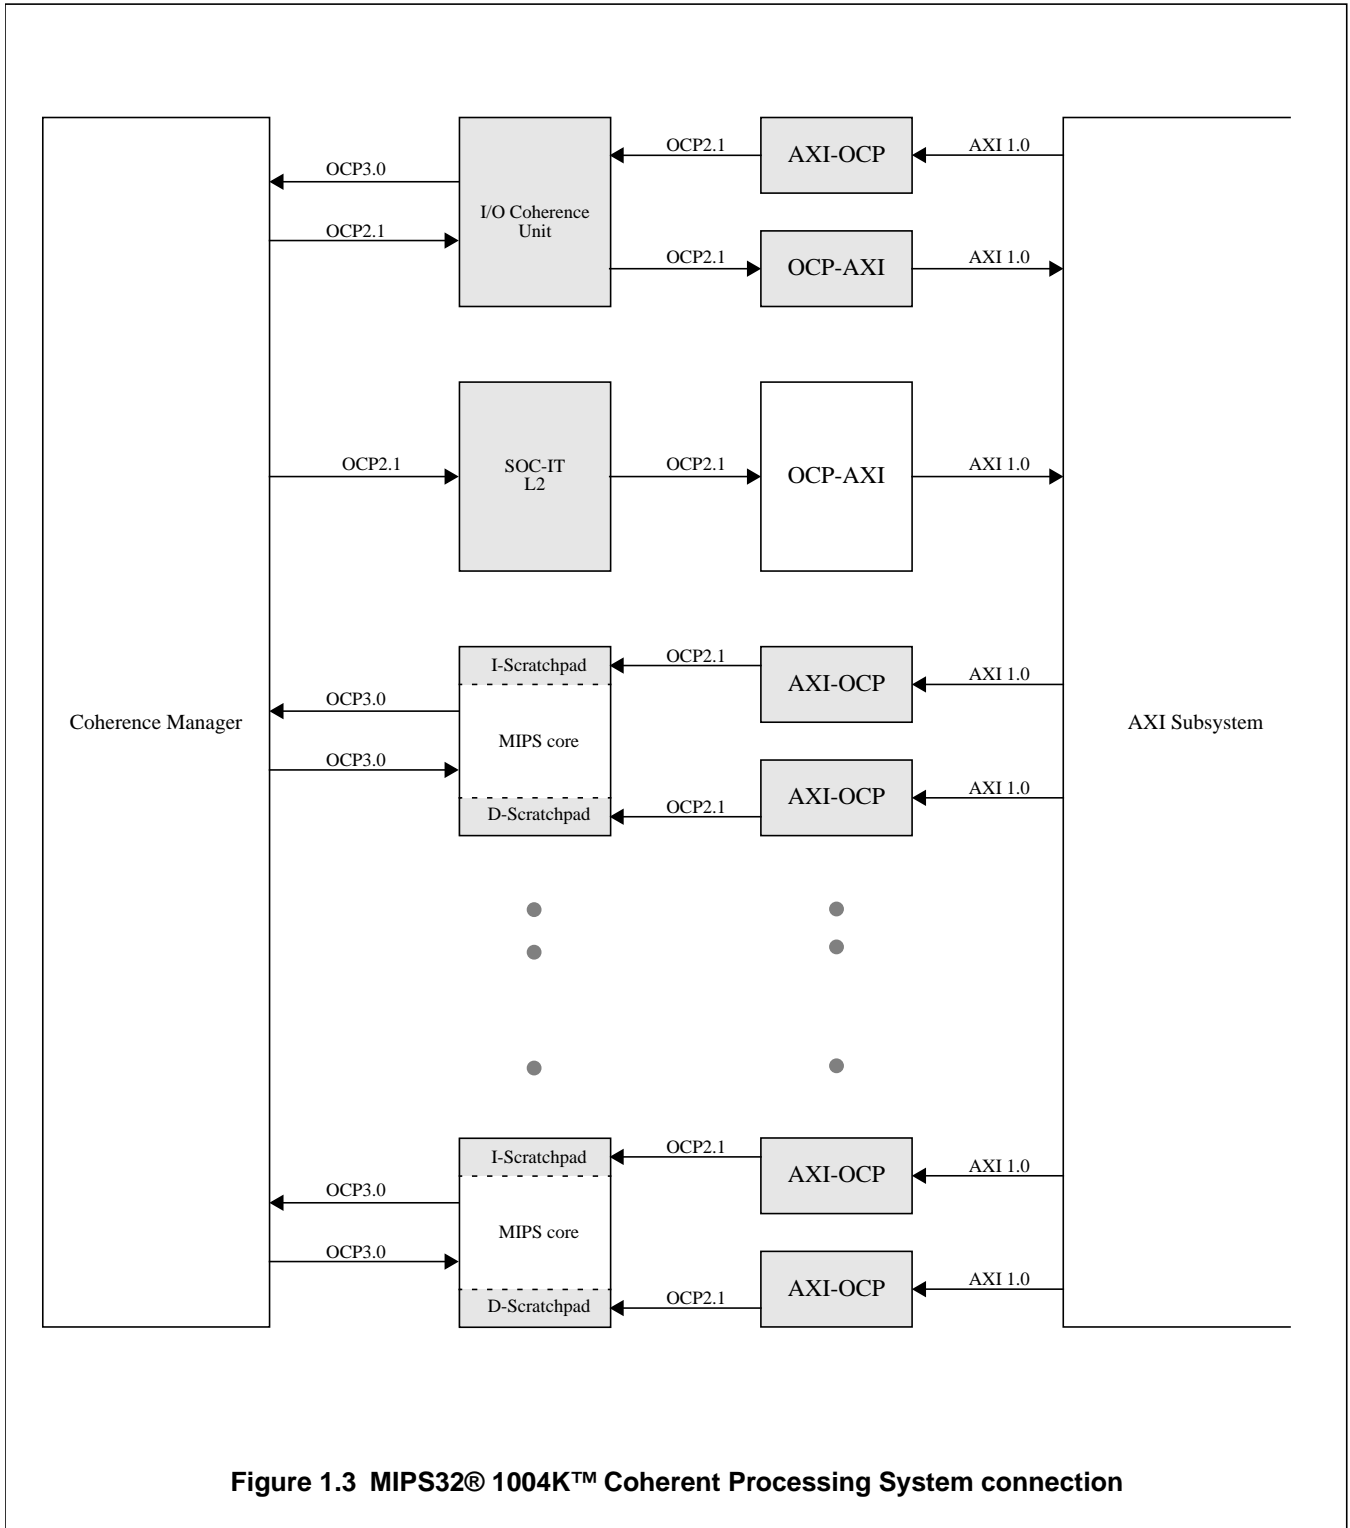 OCP3.0
OCP2.1
I/O Coherence
Unit
OCP2.1
AXI-OCP
AXI 1.0
OCP2.1
OCP-AXI
AXI 1.0
OCP2.1
SOC-IT
L2
OCP2.1
OCP-AXI
AXI 1.0
Coherence Manager
OCP3.0
OCP3.0
I-Scratchpad
MIPS core
D-Scratchpad
OCP2.1
AXI-OCP
AXI 1.0
OCP2.1
AXI-OCP
AXI 1.0
AXI Subsystem
OCP3.0
OCP3.0
I-Scratchpad
MIPS core
D-Scratchpad
OCP2.1
AXI-OCP
AXI 1.0
OCP2.1
AXI-OCP
AXI 1.0
Figure 1.3 MIPS32® 1004K™ Coherent Processing System connection